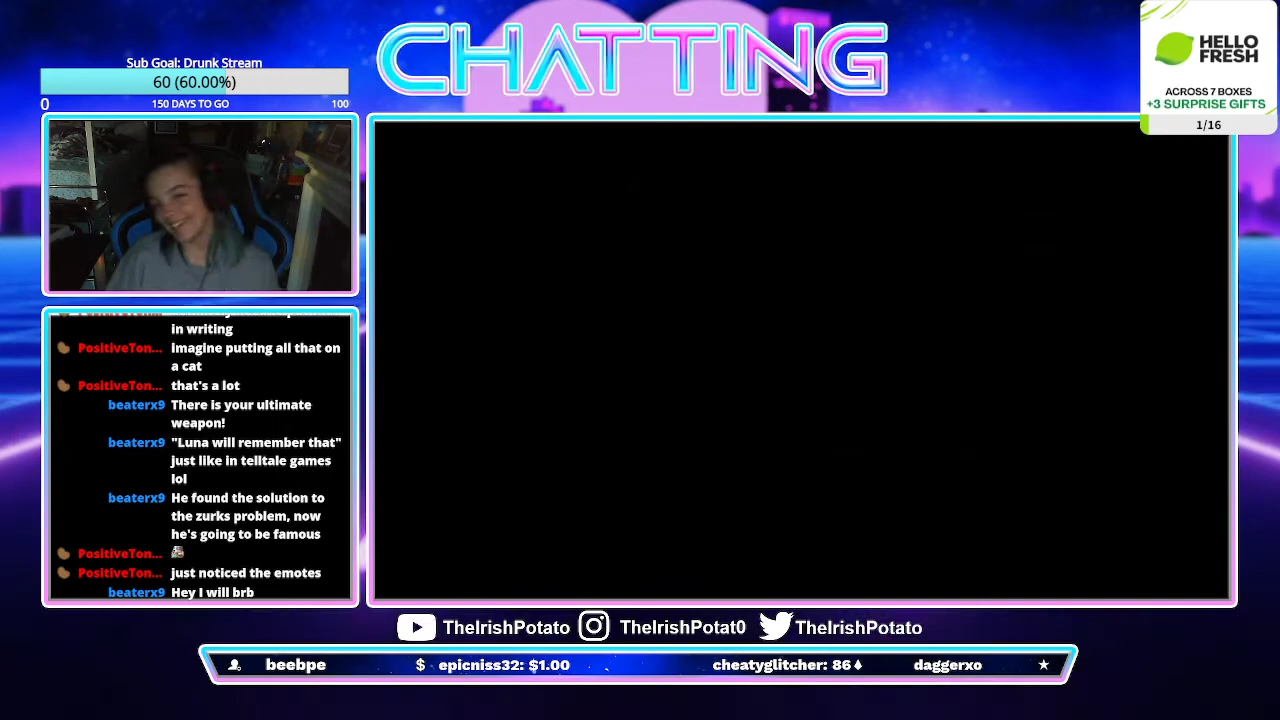 CHATTING
HELLO
FRESH
ACROSS 7 BOXES
+3 SURPRISE GIFTS
1/16
Sub Goal: Drunk Stream
60 (60.00%)
0 150 DAYS TO GO 100
in writing
PositiveTon... Imagine putting all that on
a cat
PositiveTon... that's a lot
beaterx9 There is your ultimate
weapon!
beaterx9 "Luna will remember that"
just like in telltale games
lol
beaterx9 He found the solution to
the zurks problem, now
he's going to be famous
PositiveTon...
PositiveTon... just noticed the emotes
beaterx9 Hey I will brb
TheIrishPotato TheIrishPotat0 TheIrishPotato
beebpe $ epicniss32: $1.00 cheatyglitcher: 86 daggerxo